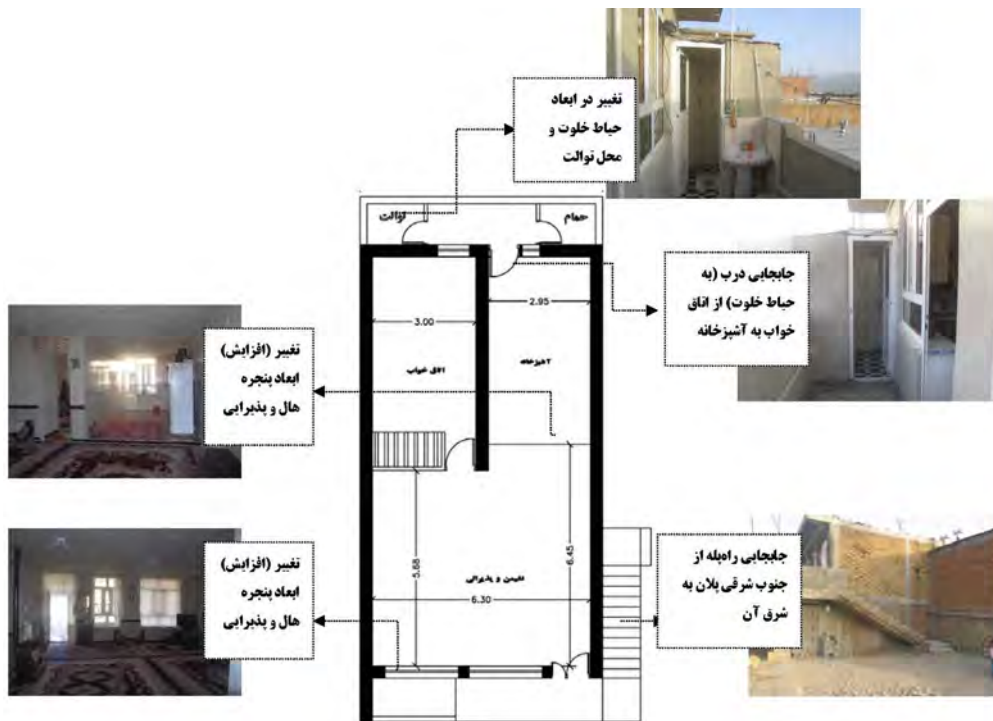 تغییر در ابعاد
حیاط خلوت و
محل توالت
توالت
حمام
جابجایی درب (به
حیاط خلوت) از اتاق
خواب به آشپزخانه
2.95
3.00
آشپزخانه
اتاق خواب
تغییر (افزایش)
ابعاد پنجره
هال و پذیرایی
5.68
6.45
نشیمن و پذیرائی
6.30
تغییر (افزایش)
ابعاد پنجره
هال و پذیرایی
جابجایی راه‌پله از
جنوب شرقی پلان به
شرق آن